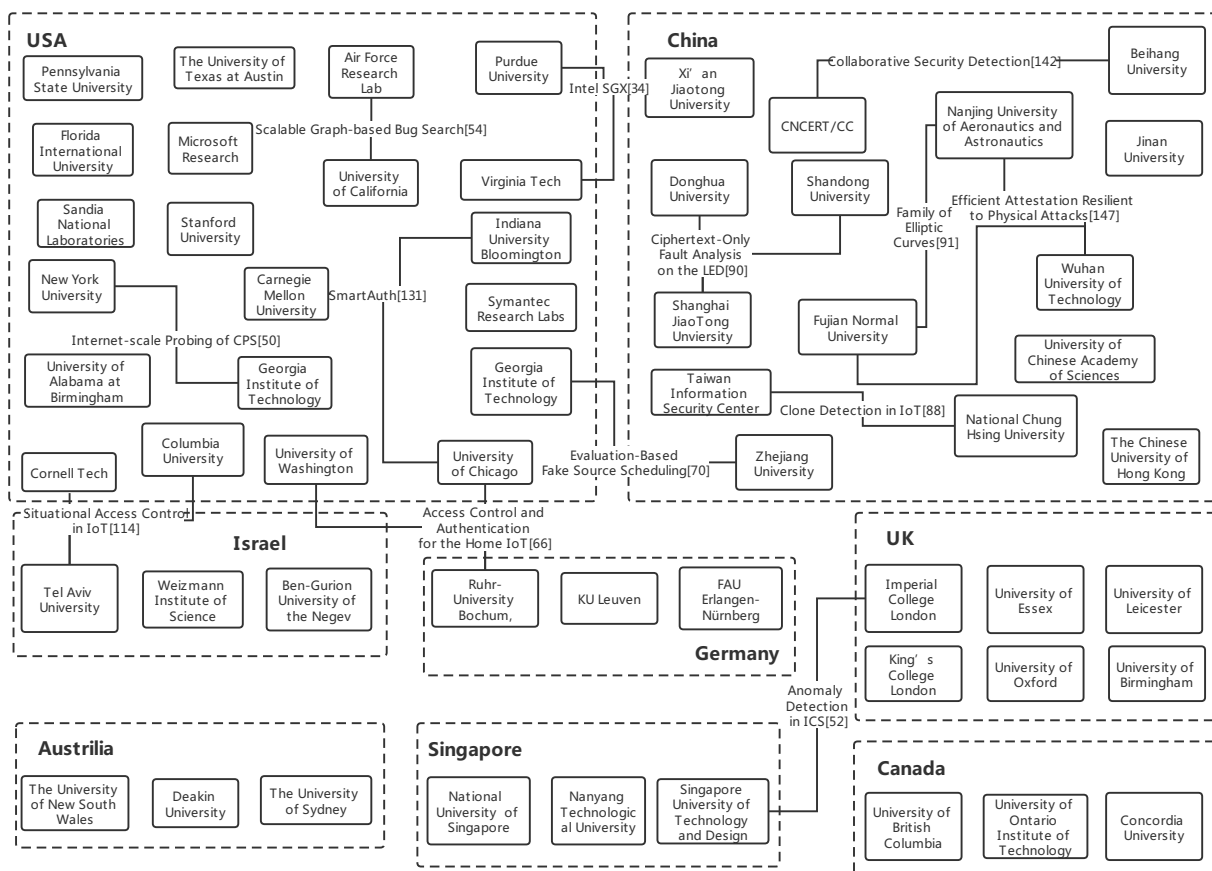 USA
Pennsylvania
State University
The University of
Texas at Austin
Air Force
Research
Lab
Purdue
University
Intel SGX[34]
Florida
International
University
Microsoft
Research
Scalable Graph-based Bug Search[54]
University
of California
Virginia Tech
Sandia
National
Laboratories
Stanford
University
Indiana
University
Bloomington
New York
University
Carnegie
Mellon
University
SmartAuth[131]
Symantec
Research Labs
Internet-scale Probing of CPS[50]
University of
Alabama at
Birmingham
Georgia
Institute of
Technology
Georgia
Institute of
Technology
Cornell Tech
Columbia
University
University of
Washington
University
of Chicago
Evaluation-Based
Fake Source Scheduling[70]
China
Xi’an
Jiaotong
University
Collaborative Security Detection[142]
Beihang
University
CNCERT/CC
Nanjing University
of Aeronautics and
Astronautics
Jinan
University
Donghua
University
Shandong
University
Family of
Elliptic
Curves[91]
Efficient Attestation Resilient
to Physical Attacks[147]
Ciphertext-Only
Fault Analysis
on the LED[90]
Wuhan
University of
Technology
Shanghai
JiaoTong
Unviersity
Fujian Normal
University
University of
Chinese Academy
of Sciences
Taiwan
Information
Security Center
Clone Detection in IoT[88]
National Chung
Hsing University
The Chinese
University of
Hong Kong
Zhejiang
University
Situational Access Control
in IoT[114]
Israel
Tel Aviv
University
Weizmann
Institute of
Science
Ben-Gurion
University of
the Negev
Access Control and
Authentication
for the Home IoT[66]
Ruhr-
University
Bochum,
KU Leuven
FAU
Erlangen-
Nürnberg
Germany
UK
Imperial
College
London
University of
Essex
University of
Leicester
King’s
College
London
University of
Oxford
University of
Birmingham
Anomaly
Detection
in ICS[52]
Austrilia
The University
of New South
Wales
Deakin
University
The University
of Sydney
Singapore
National
University of
Singapore
Nanyang
Technologic
al University
Singapore
University of
Technology
and Design
Canada
University of
British
Columbia
University of
Ontario
Institute of
Technology
Concordia
University